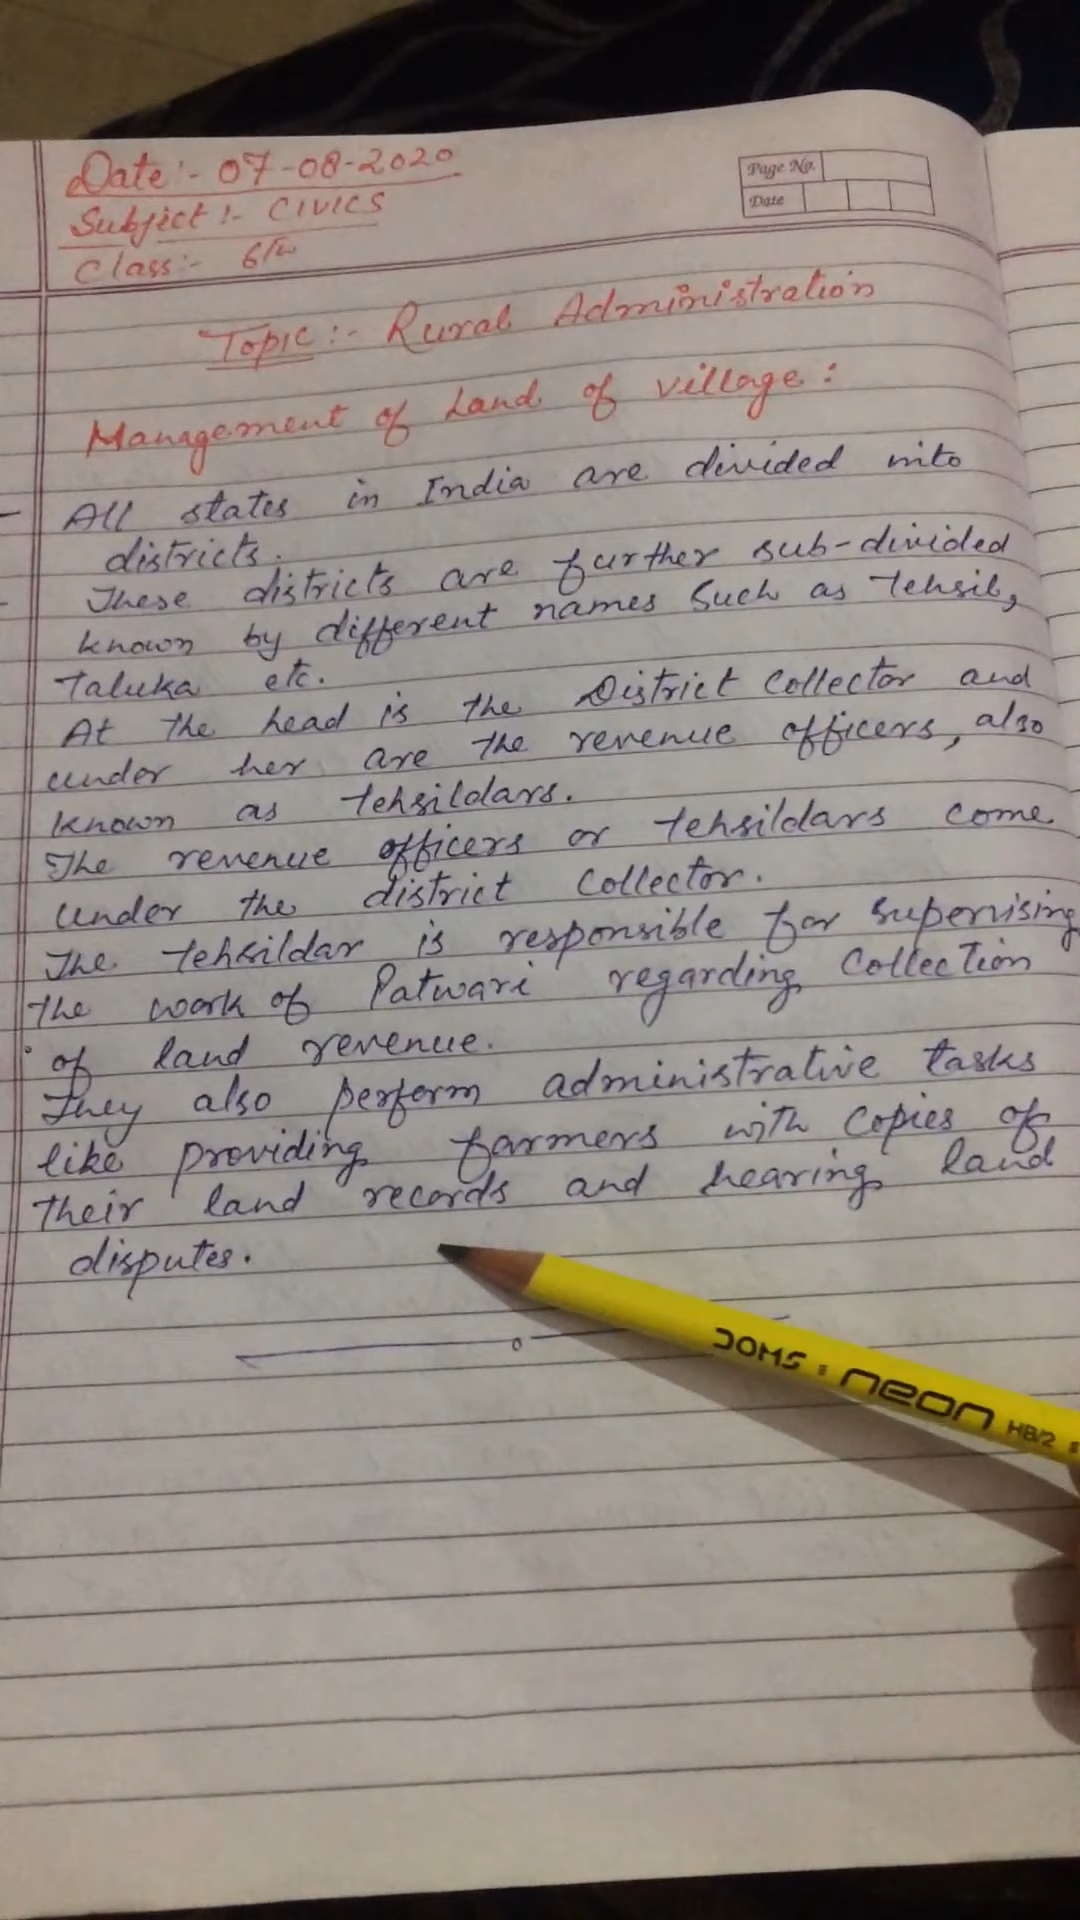 Date:- 07-08-2020
Subject:- CIVICS
Class:- 6th
Page No.
Date
Topic:- Rural Administration
Management of Land of village:
All states in India are divided into
districts.
These districts are further sub-divided
known by different names Such as Tehsil,
Taluka etc.
At the head is the District Collector and
under her are the revenue officers, also
known as tehsildars.
The revenue officers or tehsildars come
under the district Collector.
The tehsildar is responsible for supervising
the work of Patwari regarding Collection
of land revenue.
They also perform administrative tasks
like providing farmers with copies of
their land records and hearing land
disputes.
DOMS neon HB/2